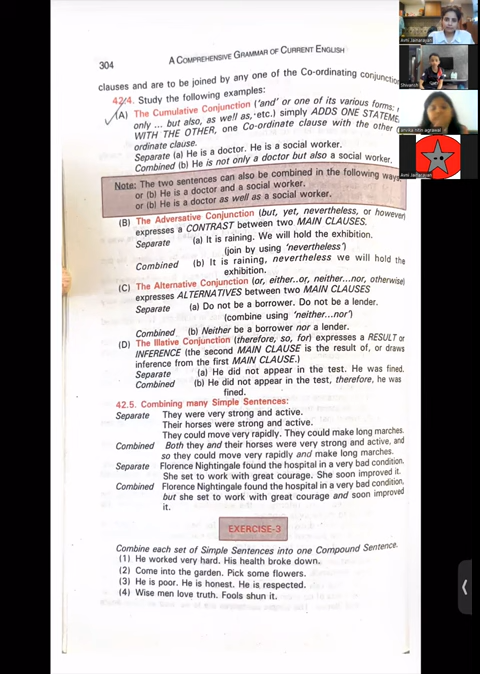 304
A COMPREHENSIVE GRAMMAR OF CURRENT ENGLISH
clauses and are to be joined by any one of the Co-ordinating conjunction
42/4. Study the following examples:
(A) The Cumulative Conjunction ('and' or one of its various forms:
only ... but also, as well as, etc.) simply ADDS ONE STATEME
WITH THE OTHER, one Co-ordinate clause with the other
ordinate clause.
Separate (a) He is a doctor. He is a social worker.
Combined (b) He is not only a doctor but also a social worker.
Note: The two sentences can also be combined in the following ways
or (b) He is a doctor and a social worker.
or (b) He is a doctor as well as a social worker.
(B) The Adversative Conjunction (but, yet, nevertheless, or however)
expresses a CONTRAST between two MAIN CLAUSES.
Separate (a) It is raining. We will hold the exhibition.
(join by using 'nevertheless')
Combined (b) It is raining, nevertheless we will hold the
exhibition.
(C) The Alternative Conjunction (or, either..or, neither...nor, otherwise)
expresses ALTERNATIVES between two MAIN CLAUSES
Separate (a) Do not be a borrower. Do not be a lender.
(combine using 'neither...nor')
Combined (b) Neither be a borrower nor a lender.
(D) The Illative Conjunction (therefore, so, for) expresses a RESULT or
INFERENCE (the second MAIN CLAUSE is the result of, or draws
inference from the first MAIN CLAUSE.)
Separate (a) He did not appear in the test. He was fined.
Combined (b) He did not appear in the test, therefore, he was
fined.
42.5. Combining many Simple Sentences:
Separate They were very strong and active.
Their horses were strong and active.
They could move very rapidly. They could make long marches.
Combined Both they and their horses were very strong and active, and
so they could move very rapidly and make long marches.
Separate Florence Nightingale found the hospital in a very bad condition.
She set to work with great courage. She soon improved it.
Combined Florence Nightingale found the hospital in a very bad condition,
but she set to work with great courage and soon improved
it.
EXERCISE-3
Combine each set of Simple Sentences into one Compound Sentence.
(1) He worked very hard. His health broke down.
(2) Come into the garden. Pick some flowers.
(3) He is poor. He is honest. He is respected.
(4) Wise men love truth. Fools shun it.
Shivansh